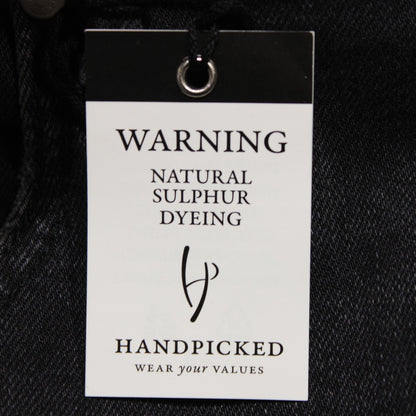 WARNING
NATURAL
SULPHUR
DYEING
HANDPICKED
WEAR your VALUES